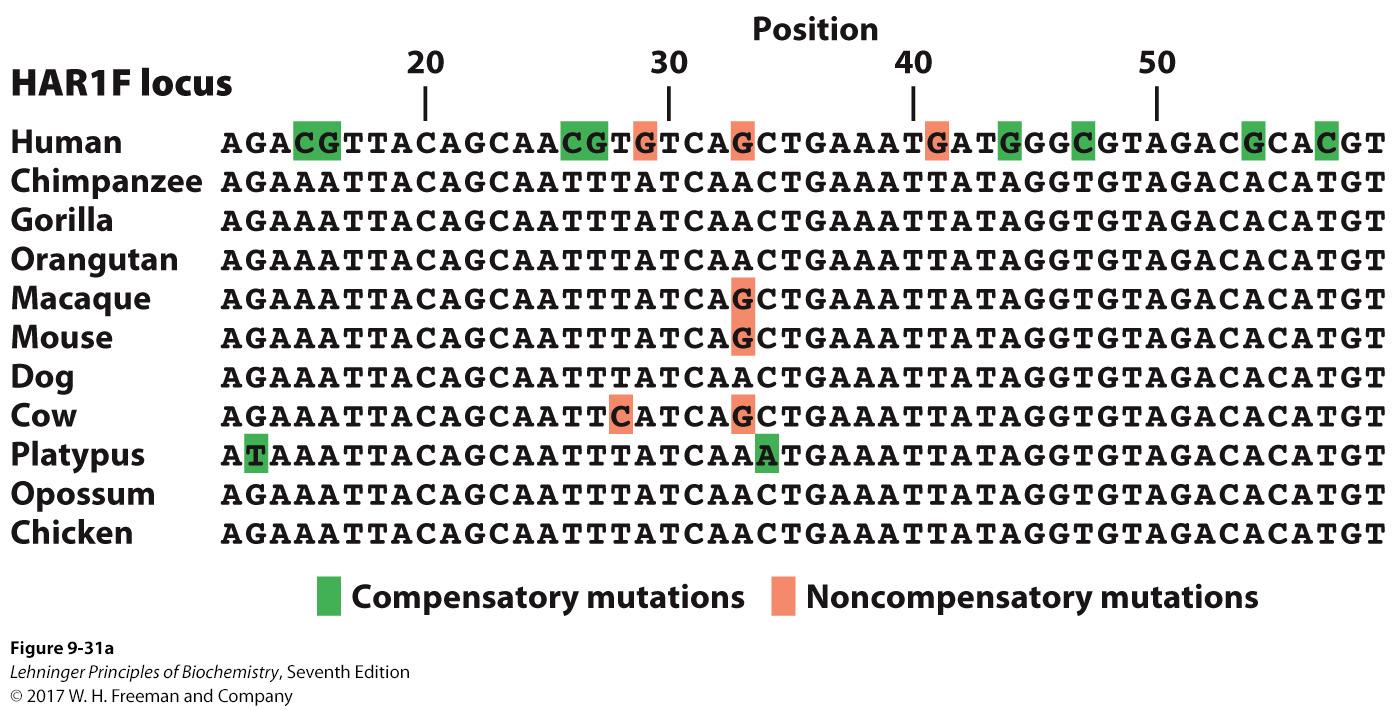 Position
20 30 40 50
HAR1F locus
Human AGACGTTACAGCAACGTGTCAGCTGAAATGATGGGCGTAGACGCACGT
Chimpanzee AGAAATTACAGCAATTTATCAACTGAAATTATAGGTGTAGACACATGT
Gorilla AGAAATTACAGCAATTTATCAACTGAAATTATAGGTGTAGACACATGT
Orangutan AGAAATTACAGCAATTTATCAACTGAAATTATAGGTGTAGACACATGT
Macaque AGAAATTACAGCAATTTATCAGCTGAAATTATAGGTGTAGACACATGT
Mouse AGAAATTACAGCAATTTATCAGCTGAAATTATAGGTGTAGACACATGT
Dog AGAAATTACAGCAATTTATCAACTGAAATTATAGGTGTAGACACATGT
Cow AGAAATTACAGCAATTCATCAGCTGAAATTATAGGTGTAGACACATGT
Platypus ATAAATTACAGCAATTTATCAAATGAAATTATAGGTGTAGACACATGT
Opossum AGAAATTACAGCAATTTATCAACTGAAATTATAGGTGTAGACACATGT
Chicken AGAAATTACAGCAATTTATCAACTGAAATTATAGGTGTAGACACATGT
Compensatory mutations Noncompensatory mutations
Figure 9-31a
Lehninger Principles of Biochemistry, Seventh Edition
© 2017 W. H. Freeman and Company